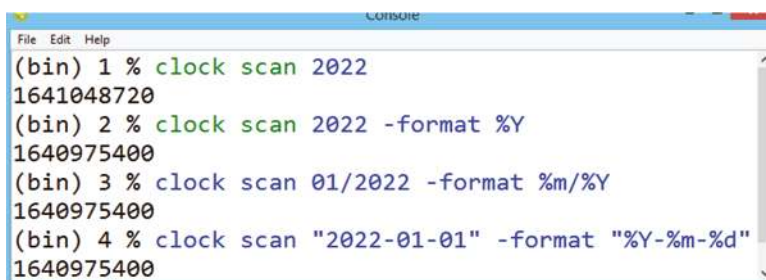 Console
File Edit Help
(bin) 1 % clock scan 2022
1641048720
(bin) 2 % clock scan 2022 -format %Y
1640975400
(bin) 3 % clock scan 01/2022 -format %m/%Y
1640975400
(bin) 4 % clock scan "2022-01-01" -format "%Y-%m-%d"
1640975400